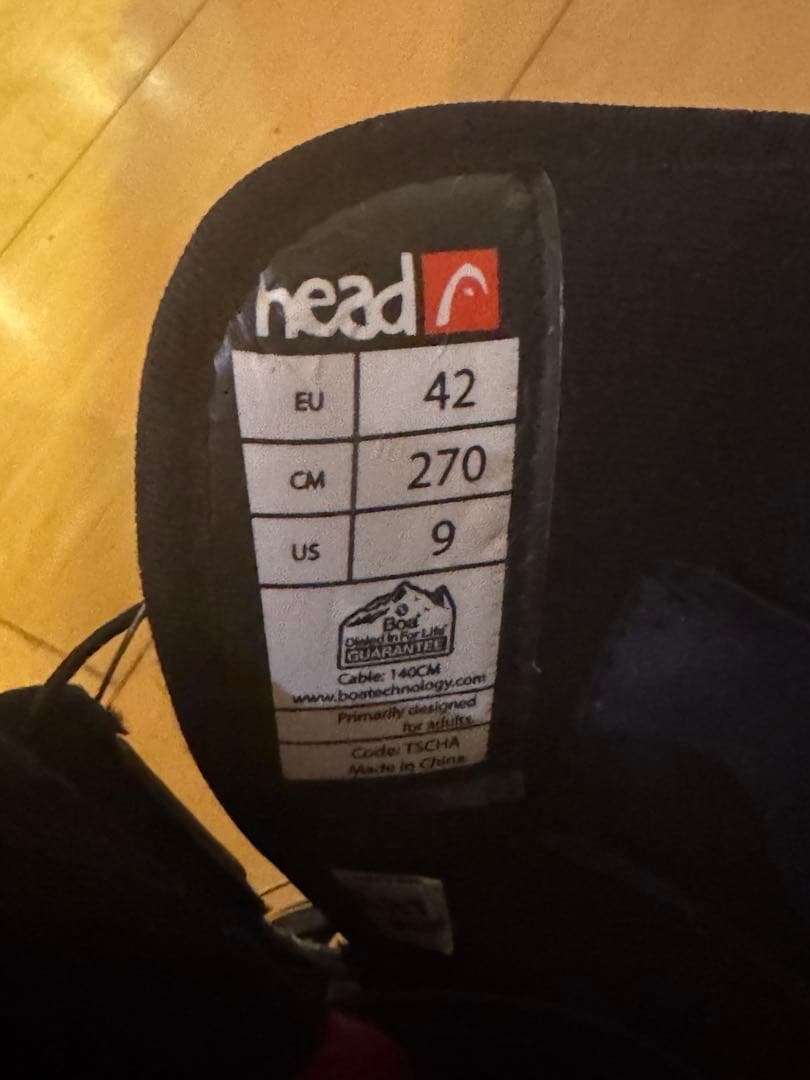 head
EU 42
CM 270
US 9
Boa
Dialed In For Life
GUARANTEE
Cable: 140CM
www.boatechnology.com
Primarily designed
for adults
Code: TSCHA
Made in China